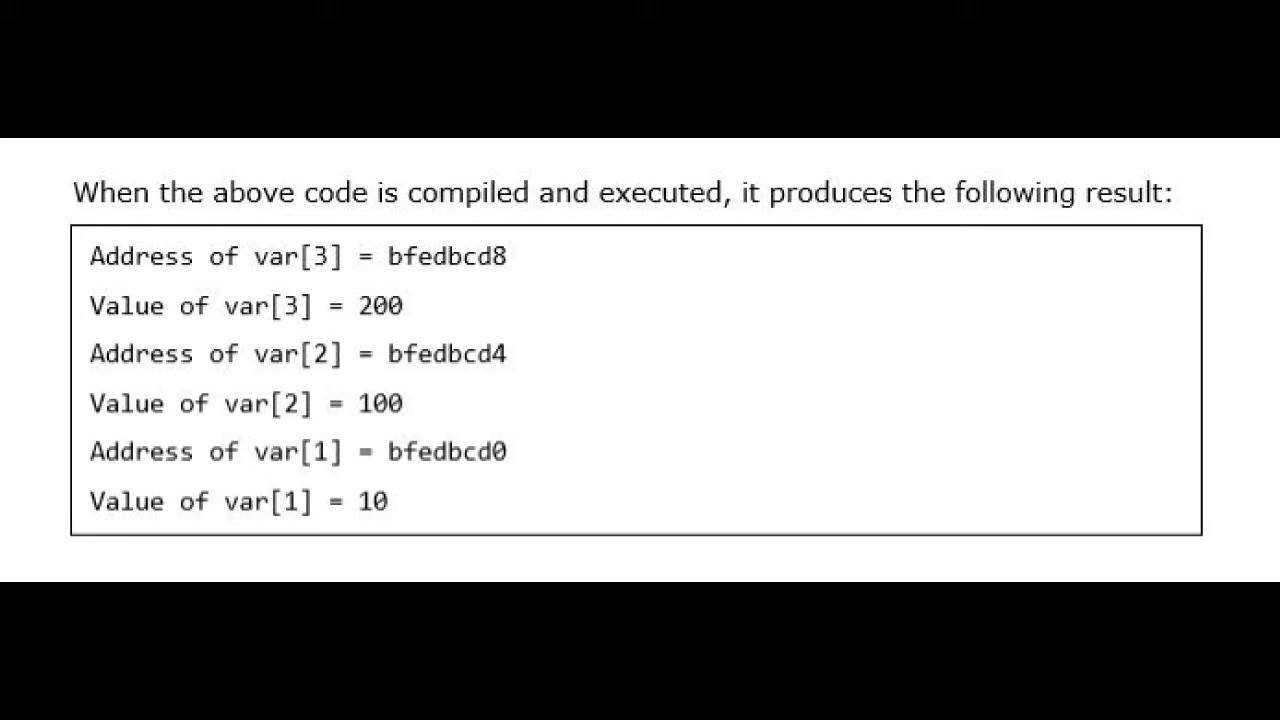 When the above code is compiled and executed, it produces the following result:
Address of var[3] = bfedbcd8
Value of var[3] = 200
Address of var[2] = bfedbcd4
Value of var[2] = 100
Address of var[1] = bfedbcd0
Value of var[1] = 10